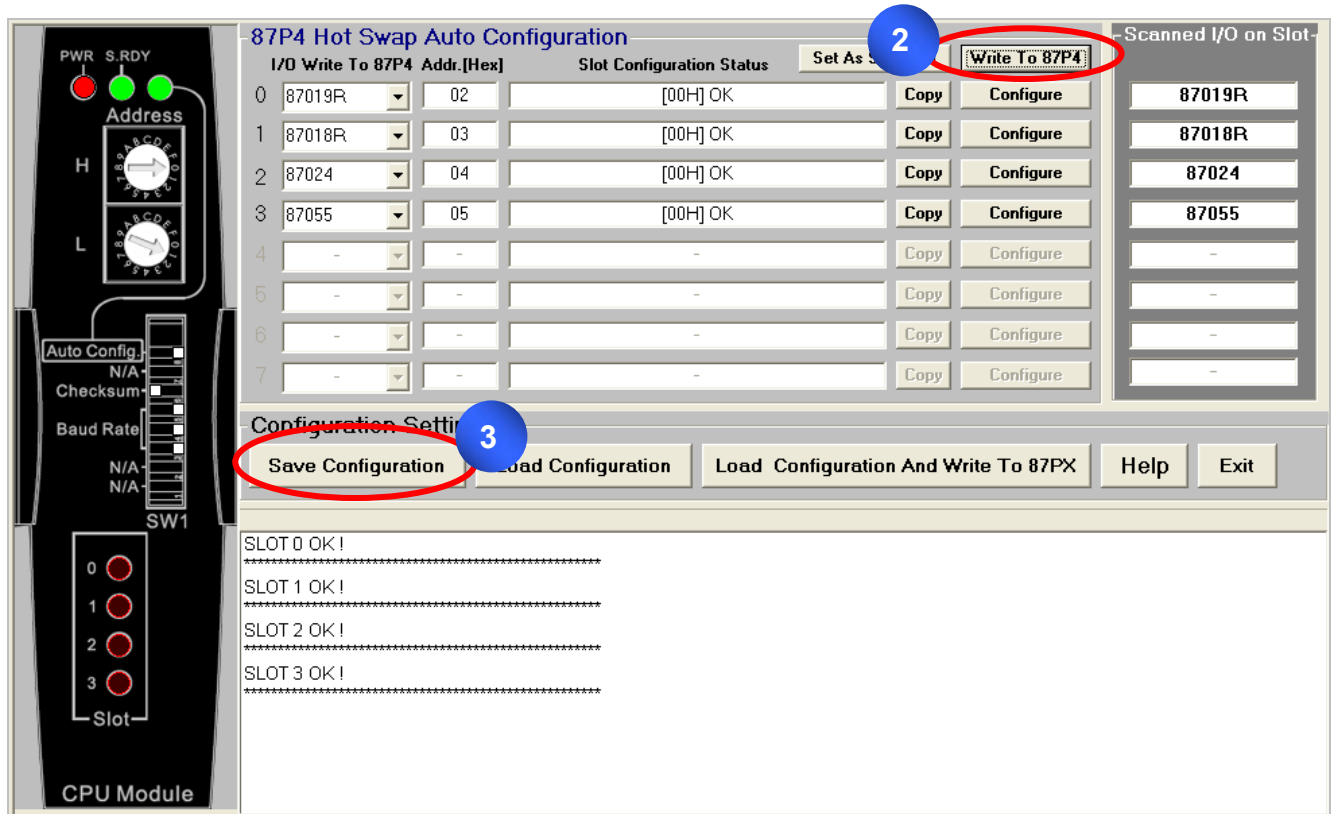 PWR S.RDY
Address
H
L
Auto Config.
N/A
Checksum
Baud Rate
N/A
N/A
SW1
0
1
2
3
Slot
CPU Module
87P4 Hot Swap Auto Configuration
I/O Write To 87P4 Addr.[Hex] Slot Configuration Status Set As S 2 Write To 87P4
0 87019R 02 [00H] OK Copy Configure
1 87018R 03 [00H] OK Copy Configure
2 87024 04 [00H] OK Copy Configure
3 87055 05 [00H] OK Copy Configure
4 - - - Copy Configure
5 - - - Copy Configure
6 - - - Copy Configure
7 - - - Copy Configure
Scanned I/O on Slot
87019R
87018R
87024
87055
-
-
-
-
Configuration Setti
3
Save Configuration oad Configuration Load Configuration And Write To 87PX Help Exit
SLOT 0 OK !
***************************************************
SLOT 1 OK !
***************************************************
SLOT 2 OK !
***************************************************
SLOT 3 OK !
***************************************************